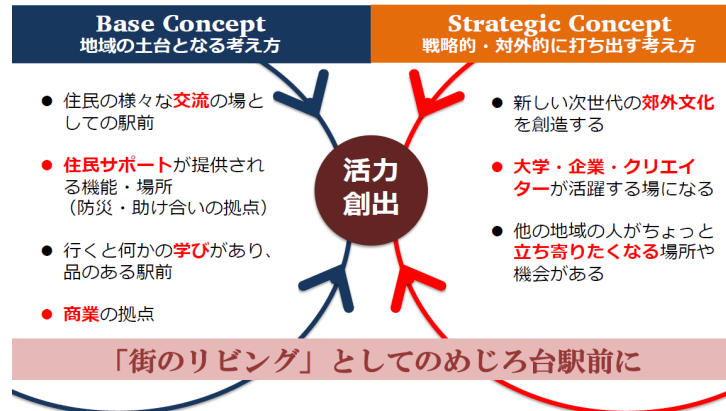 Base Concept
地域の土台となる考え方
Strategic Concept
戦略的・対外的に打ち出す考え方
● 住民の様々な交流の場と
しての駅前
● 住民サポートが提供され
る機能・場所
（防災・助け合いの拠点）
● 行くと何かの学びがあり、
品のある駅前
● 商業の拠点
活力
創出
● 新しい次世代の郊外文化
を創造する
● 大学・企業・クリエイ
ターが活躍する場になる
● 他の地域の人がちょっと
立ち寄りたくなる場所や
機会がある
「街のリビング」としてのめじろ台駅前に